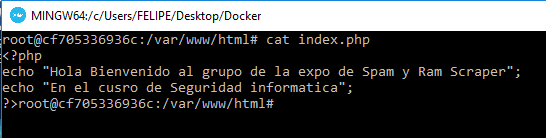 MINGW64:/c/Users/FELIPE/Desktop/Docker
root@cf705336936c:/var/www/html# cat index.php
<?php
echo "Hola Bienvenido al grupo de la expo de Spam y Ram Scraper";
echo "En el cusro de Seguridad informatica";
?>root@cf705336936c:/var/www/html#